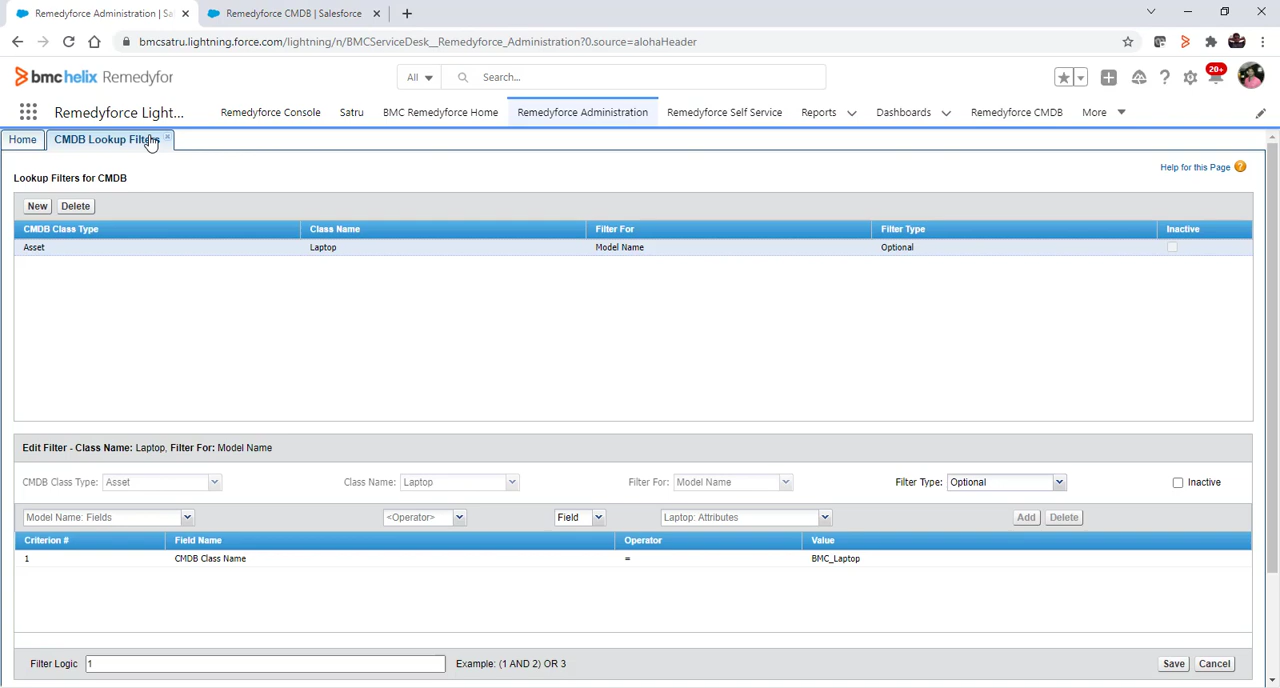 Remedyforce Administration | Sa
Remedyforce CMDB | Salesforce
bmcsatru.lightning.force.com/lightning/n/BMCServiceDesk__Remedyforce_Administration?0.source=alohaHeader
bmchelix Remedyfor
All
Search...
20+
Remedyforce Light...
Remedyforce Console
Satru
BMC Remedyforce Home
Remedyforce Administration
Remedyforce Self Service
Reports
Dashboards
Remedyforce CMDB
More
Home
CMDB Lookup Filters
Help for this Page
Lookup Filters for CMDB
New
Delete
CMDB Class Type
Class Name
Filter For
Filter Type
Inactive
Asset
Laptop
Model Name
Optional
Edit Filter - Class Name: Laptop, Filter For: Model Name
CMDB Class Type: Asset
Class Name: Laptop
Filter For: Model Name
Filter Type: Optional
Inactive
Model Name: Fields
<Operator>
Field
Laptop: Attributes
Add
Delete
Criterion #
Field Name
Operator
Value
1
CMDB Class Name
=
BMC_Laptop
Filter Logic 1
Example: (1 AND 2) OR 3
Save
Cancel